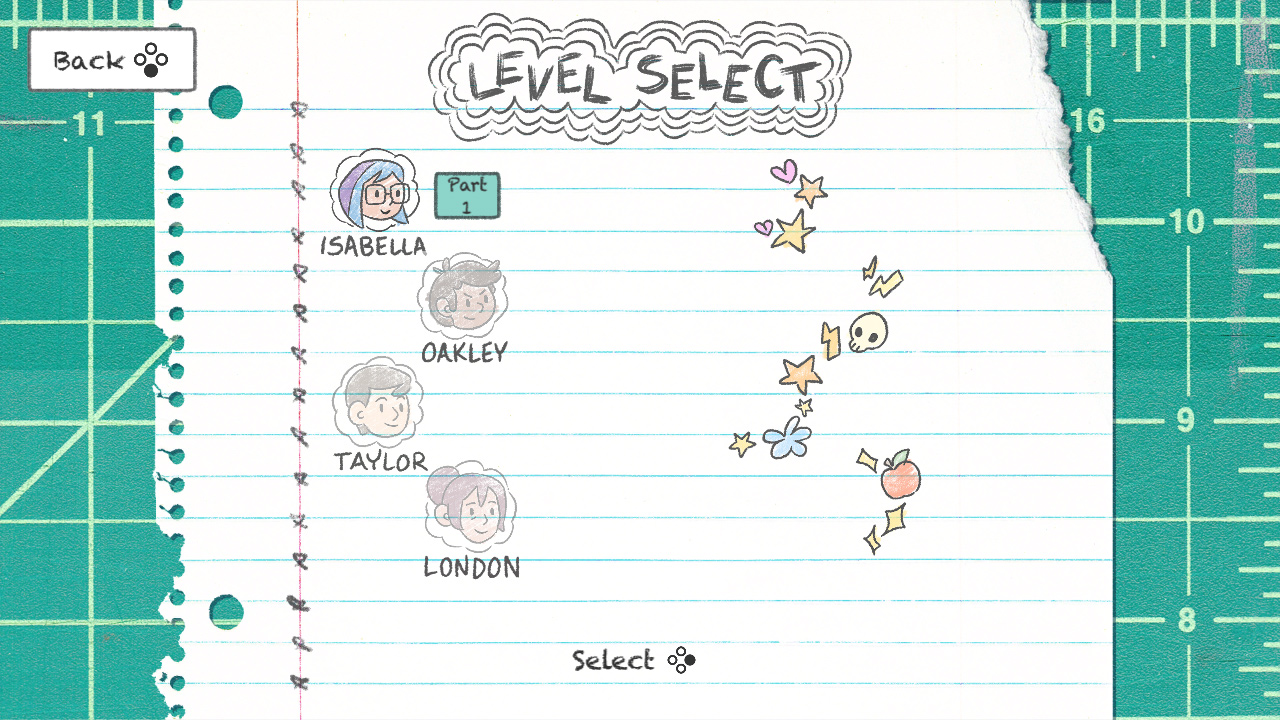 LEVEL SELECT
Back
11
16
ISABELLA
Part
1
10
OAKLEY
TAYLOR
9
LONDON
8
Select